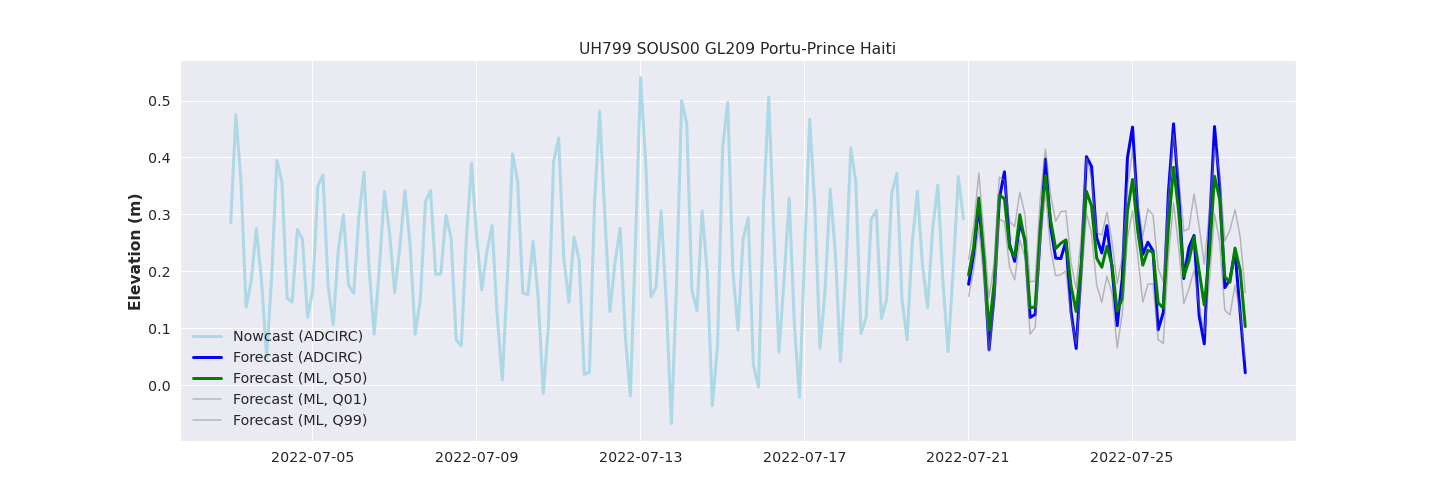 UH799 SOUS00 GL209 Portu-Prince Haiti
Elevation (m)
0.5
0.4
0.3
0.2
0.1
0.0
Nowcast (ADCIRC)
Forecast (ADCIRC)
Forecast (ML, Q50)
Forecast (ML, Q01)
Forecast (ML, Q99)
2022-07-05 2022-07-09 2022-07-13 2022-07-17 2022-07-21 2022-07-25